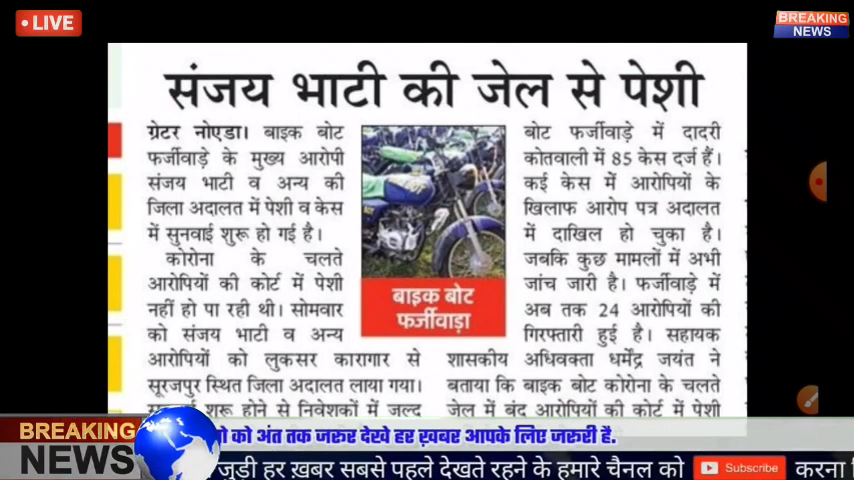 LIVE
BREAKING
NEWS
संजय भाटी की जेल से पेशी
ग्रेटर नोएडा। बाइक बोट
फर्जीवाड़े के मुख्य आरोपी
संजय भाटी व अन्य की
जिला अदालत में पेशी व केस
में सुनवाई शुरू हो गई है।
कोरोना के चलते
आरोपियों की कोर्ट में पेशी
नहीं हो पा रही थी। सोमवार
को संजय भाटी व अन्य
आरोपियों को लुकसर कारागार से
सूरजपुर स्थित जिला अदालत लाया गया।
शुरू होने से निवेशकों में जल्द
बाइक बोट
फर्जीवाड़ा
बोट फर्जीवाड़े में दादरी
कोतवाली में 85 केस दर्ज हैं।
कई केस में आरोपियों के
खिलाफ आरोप पत्र अदालत
में दाखिल हो चुका है।
जबकि कुछ मामलों में अभी
जांच जारी है। फर्जीवाड़े में
अब तक 24 आरोपियों की
गिरफ्तारी हुई है। सहायक
शासकीय अधिवक्ता धर्मेंद्र जयंत ने
बताया कि बाइक बोट कोरोना के चलते
जेल में बंद आरोपियों की कोर्ट में पेशी
को अंत तक जरूर देखे हर ख़बर आपके लिए जरूरी है.
BREAKING
NEWS
जुडी हर ख़बर सबसे पहले देखते रहने के हमारे चैनल को Subscribe करना